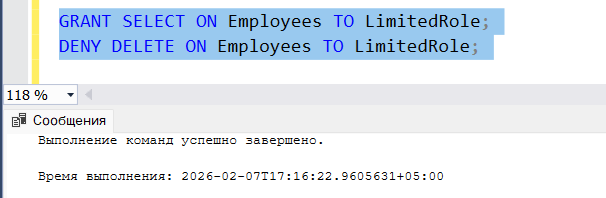 GRANT SELECT ON Employees TO LimitedRole;
DENY DELETE ON Employees TO LimitedRole;
118 %
Сообщения
Выполнение команд успешно завершено.
Время выполнения: 2026-02-07T17:16:22.9605631+05:00